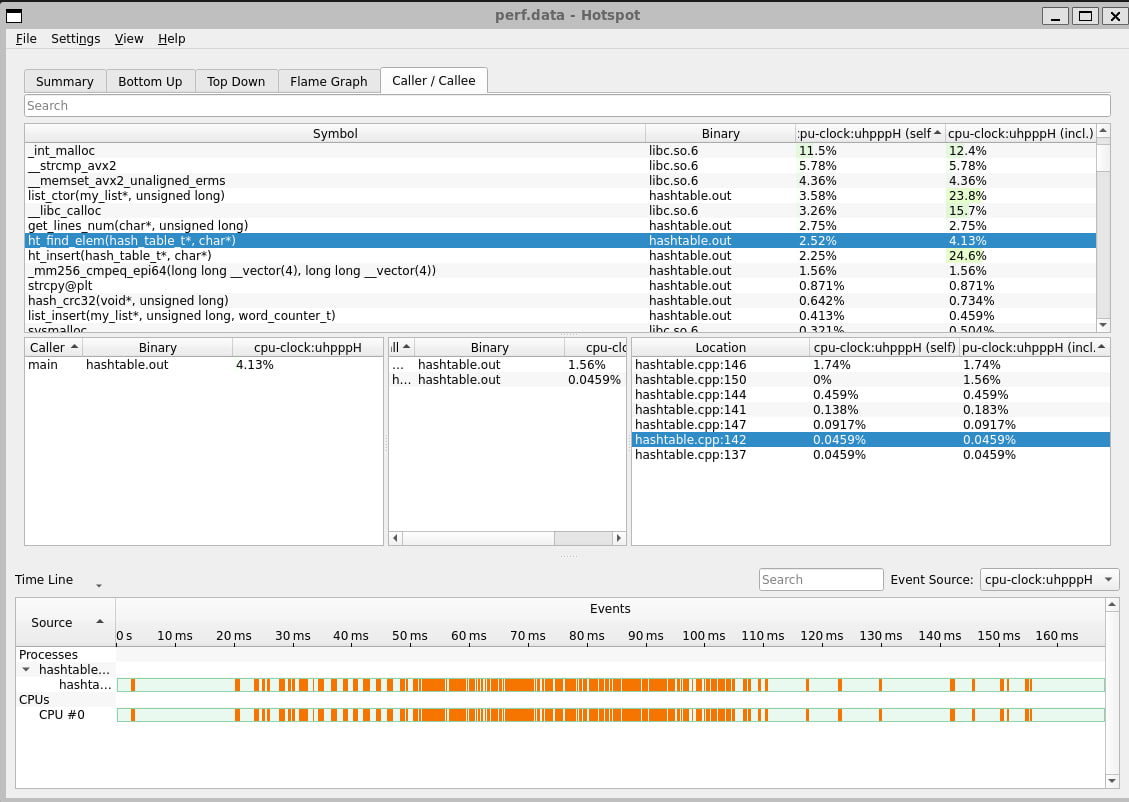 perf.data - Hotspot
File Settings View Help
Summary Bottom Up Top Down Flame Graph Caller / Callee
Search
Symbol Binary :pu-clock:uhpppH (self cpu-clock:uhpppH (incl.)
_int_malloc libc.so.6 11.5% 12.4%
__strcmp_avx2 libc.so.6 5.78% 5.78%
__memset_avx2_unaligned_erms libc.so.6 4.36% 4.36%
list_ctor(my_list*, unsigned long) hashtable.out 3.58% 23.8%
__libc_calloc libc.so.6 3.26% 15.7%
get_lines_num(char*, unsigned long) hashtable.out 2.75% 2.75%
ht_find_elem(hash_table_t*, char*) hashtable.out 2.52% 4.13%
ht_insert(hash_table_t*, char*) hashtable.out 2.25% 24.6%
_mm256_cmpeq_epi64(long long __vector(4), long long __vector(4)) hashtable.out 1.56% 1.56%
strcpy@plt hashtable.out 0.871% 0.871%
hash_crc32(void*, unsigned long) hashtable.out 0.642% 0.734%
list_insert(my_list*, unsigned long, word_counter_t) hashtable.out 0.413% 0.459%
sysmalloc libc.so.6 0.321% 0.504%
Caller Binary cpu-clock:uhpppH
main hashtable.out 4.13%
ll Binary cpu-clo
... hashtable.out 1.56%
h... hashtable.out 0.0459%
Location cpu-clock:uhpppH (self) pu-clock:uhpppH (incl.
hashtable.cpp:146 1.74% 1.74%
hashtable.cpp:150 0% 1.56%
hashtable.cpp:144 0.459% 0.459%
hashtable.cpp:141 0.138% 0.183%
hashtable.cpp:147 0.0917% 0.0917%
hashtable.cpp:142 0.0459% 0.0459%
hashtable.cpp:137 0.0459% 0.0459%
Time Line Search Event Source: cpu-clock:uhpppH
Source Events
0 s 10 ms 20 ms 30 ms 40 ms 50 ms 60 ms 70 ms 80 ms 90 ms 100 ms 110 ms 120 ms 130 ms 140 ms 150 ms 160 ms
Processes
hashtable...
hashta...
CPUs
CPU #0